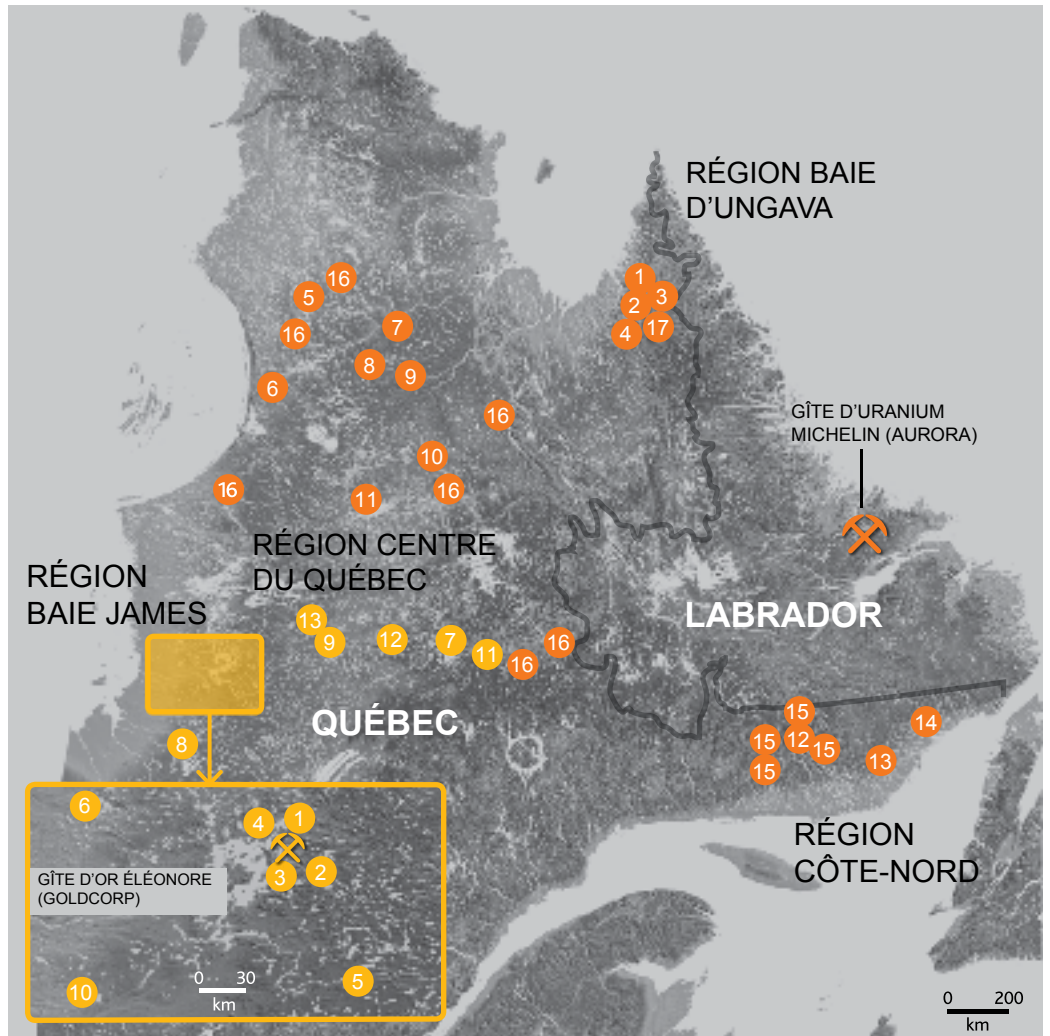 RÉGION BAIE
D'UNGAVA
1
16
5
3
2
7
17
16
4
8
9
6
GÎTE D'URANIUM
MICHELIN (AURORA)
16
10
16
16
11
RÉGION CENTRE
DU QUÉBEC
RÉGION
BAIE JAMES
LABRADOR
13
12
7
9
16
11
16
QUÉBEC
15
14
8
15
12
15
13
15
6
1
4
RÉGION
CÔTE-NORD
2
3
GÎTE D'OR ÉLÉONORE
(GOLDCORP)
0 30
km
5
10
0 200
km